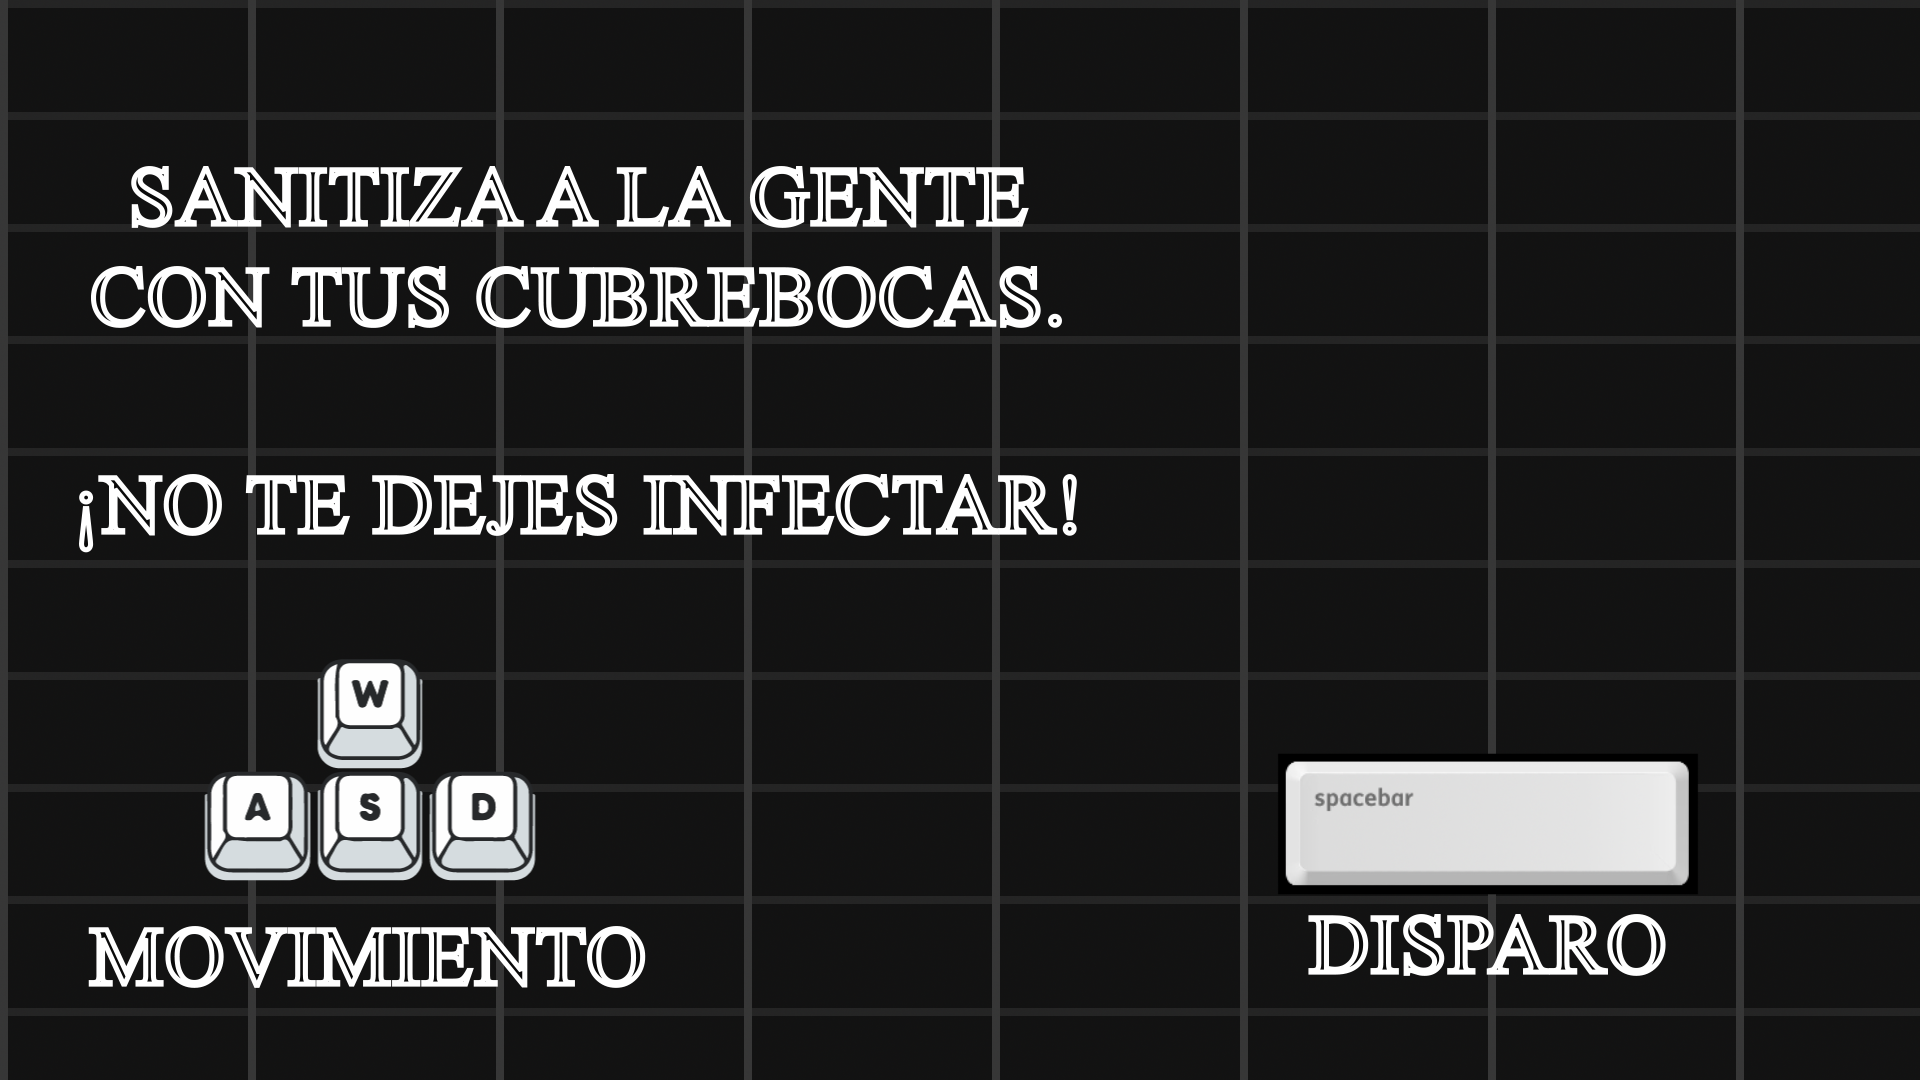 SANITIZA A LA GENTE
CON TUS CUBREBOCAS.
¡NO TE DEJES INFECTAR!
W
A S D
spacebar
MOVIMIENTO
DISPARO